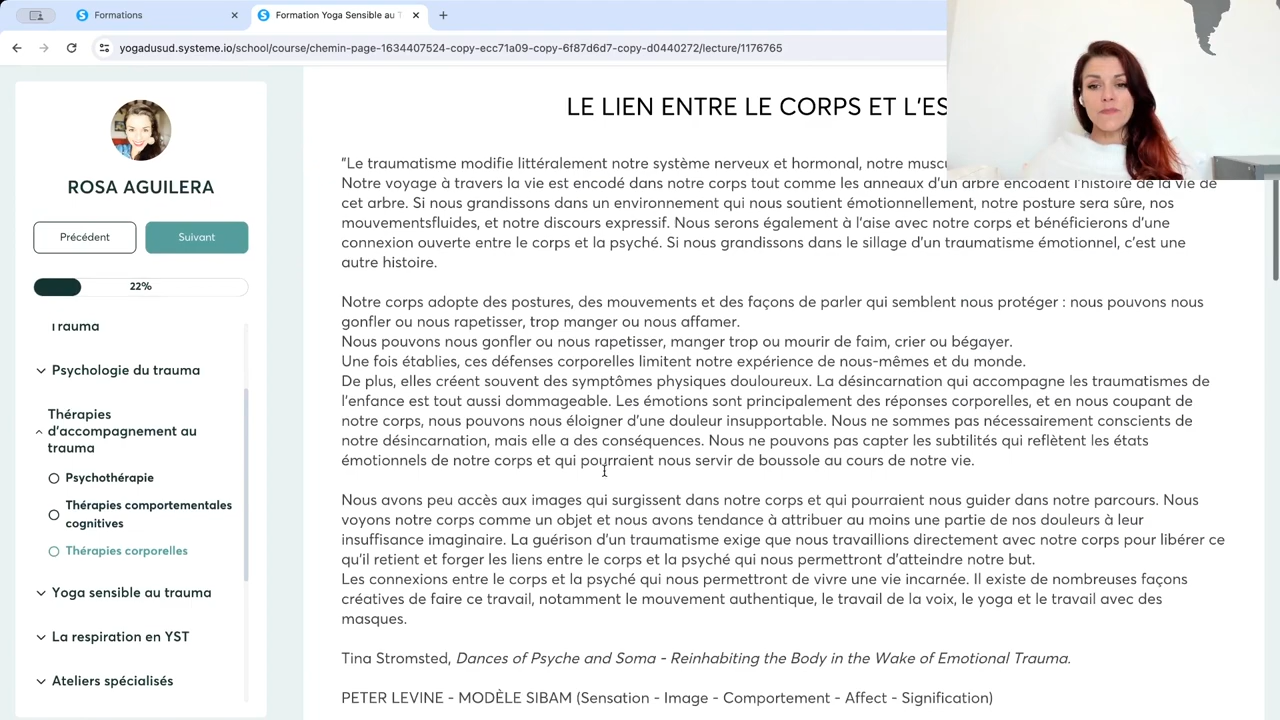 Formations
Formation Yoga Sensible au T
yogadusud.systeme.io/school/course/chemin-page-1634407524-copy-ecc71a09-copy-6f87d6d7-copy-d0440272/lecture/1176765
ROSA AGUILERA
Précédent
Suivant
22%
Trauma
Psychologie du trauma
Thérapies
d'accompagnement au
trauma
Psychothérapie
Thérapies comportementales
cognitives
Thérapies corporelles
Yoga sensible au trauma
La respiration en YST
Ateliers spécialisés
LE LIEN ENTRE LE CORPS ET L'ES
"Le traumatisme modifie littéralement notre système nerveux et hormonal, notre muscu
Notre voyage à travers la vie est encodé dans notre corps tout comme les anneaux d'un arbre encodent l'histoire de la vie de
cet arbre. Si nous grandissons dans un environnement qui nous soutient émotionnellement, notre posture sera sûre, nos
mouvementsfluides, et notre discours expressif. Nous serons également à l'aise avec notre corps et bénéficierons d'une
connexion ouverte entre le corps et la psyché. Si nous grandissons dans le sillage d'un traumatisme émotionnel, c'est une
autre histoire.
Notre corps adopte des postures, des mouvements et des façons de parler qui semblent nous protéger : nous pouvons nous
gonfler ou nous rapetisser, trop manger ou nous affamer.
Nous pouvons nous gonfler ou nous rapetisser, manger trop ou mourir de faim, crier ou bégayer.
Une fois établies, ces défenses corporelles limitent notre expérience de nous-mêmes et du monde.
De plus, elles créent souvent des symptômes physiques douloureux. La désincarnation qui accompagne les traumatismes de
l'enfance est tout aussi dommageable. Les émotions sont principalement des réponses corporelles, et en nous coupant de
notre corps, nous pouvons nous éloigner d'une douleur insupportable. Nous ne sommes pas nécessairement conscients de
notre désincarnation, mais elle a des conséquences. Nous ne pouvons pas capter les subtilités qui reflètent les états
émotionnels de notre corps et qui pourraient nous servir de boussole au cours de notre vie.
Nous avons peu accès aux images qui surgissent dans notre corps et qui pourraient nous guider dans notre parcours. Nous
voyons notre corps comme un objet et nous avons tendance à attribuer au moins une partie de nos douleurs à leur
insuffisance imaginaire. La guérison d'un traumatisme exige que nous travaillions directement avec notre corps pour libérer ce
qu'il retient et forger les liens entre le corps et la psyché qui nous permettront d'atteindre notre but.
Les connexions entre le corps et la psyché qui nous permettront de vivre une vie incarnée. Il existe de nombreuses façons
créatives de faire ce travail, notamment le mouvement authentique, le travail de la voix, le yoga et le travail avec des
masques.
Tina Stromsted, Dances of Psyche and Soma - Reinhabiting the Body in the Wake of Emotional Trauma.
PETER LEVINE - MODÈLE SIBAM (Sensation - Image - Comportement - Affect - Signification)